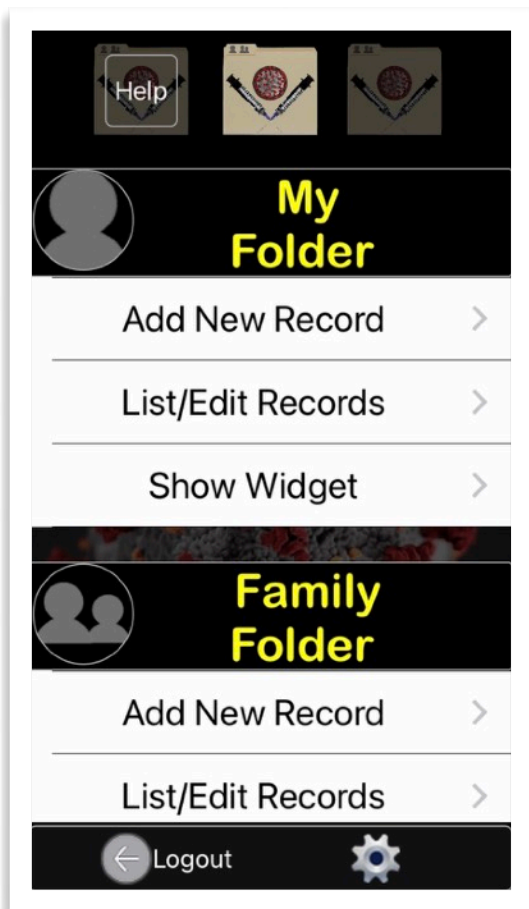 Help
My
Folder
Add New Record
List/Edit Records
Show Widget
Family
Folder
Add New Record
List/Edit Records
Logout